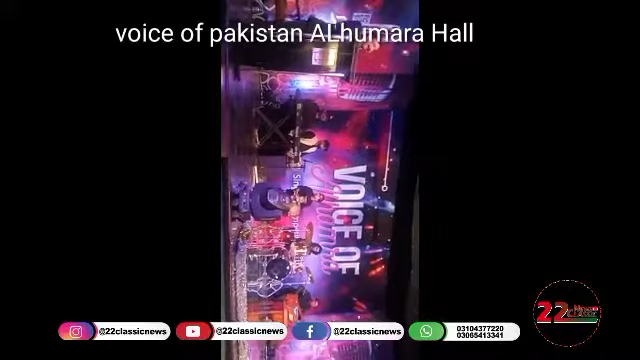 voice of pakistan ALhumara Hall
VOICE OF
@22classicnews
@22classicnews
@22classicnews
03104377220
03065413341
22